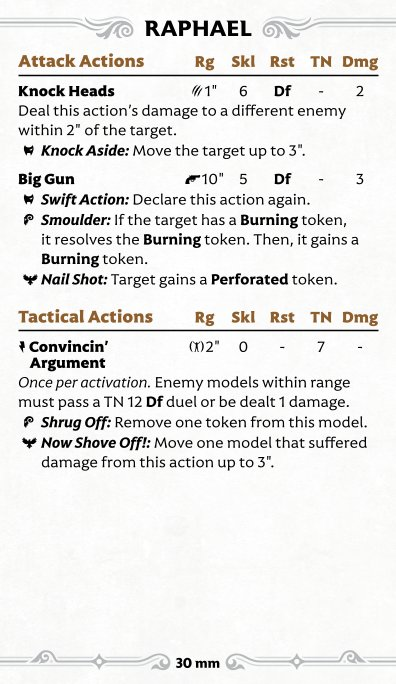 RAPHAEL
Attack Actions Rg Skl Rst TN Dmg
Knock Heads 1" 6 Df - 2
Deal this action's damage to a different enemy
within 2" of the target.
Knock Aside: Move the target up to 3".
Big Gun 10" 5 Df - 3
Swift Action: Declare this action again.
Smoulder: If the target has a Burning token,
it resolves the Burning token. Then, it gains a
Burning token.
Nail Shot: Target gains a Perforated token.
Tactical Actions Rg Skl Rst TN Dmg
Convincin' 2" 0 - 7 -
Argument
Once per activation. Enemy models within range
must pass a TN 12 Df duel or be dealt 1 damage.
Shrug Off: Remove one token from this model.
Now Shove Off!: Move one model that suffered
damage from this action up to 3".
30 mm